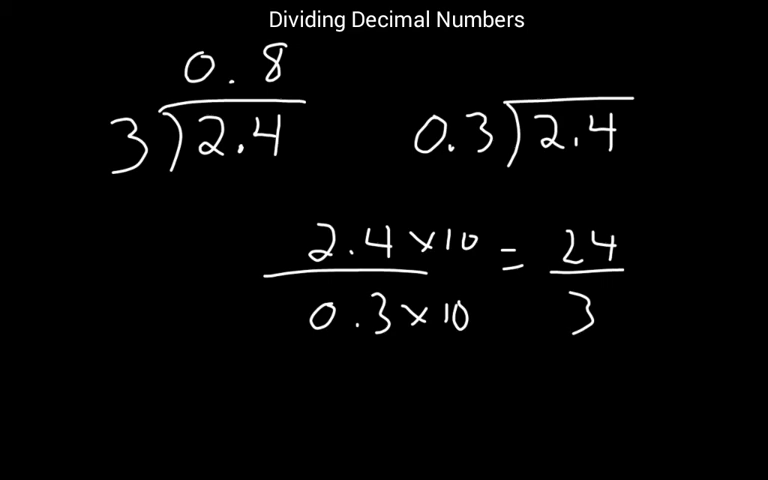 Dividing Decimal Numbers
0.8
3)2.4 0.3)2.4
2.4×10 = 24
0.3×10 3